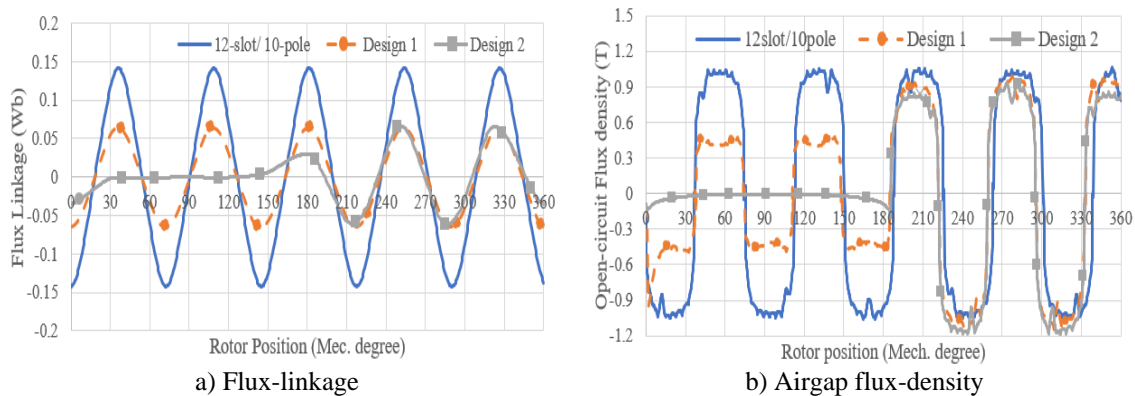 0.2
0.15
0.1
0.05
0
-0.05
-0.1
-0.15
-0.2
Flux Linkage (Wb)
12-slot/ 10-pole Design 1 Design 2
0 30 60 90 120 150 180 210 240 270 300 330 360
Rotor Position (Mec. degree)
a) Flux-linkage
1.5
1.2
0.9
0.6
0.3
0
-0.3
-0.6
-0.9
-1.2
Open-circuit Flux density (T)
12slot/10pole Design 1 Design 2
0 30 60 90 120 150 180 210 240 270 300 330 360
Rotor position (Mech. degree)
b) Airgap flux-density